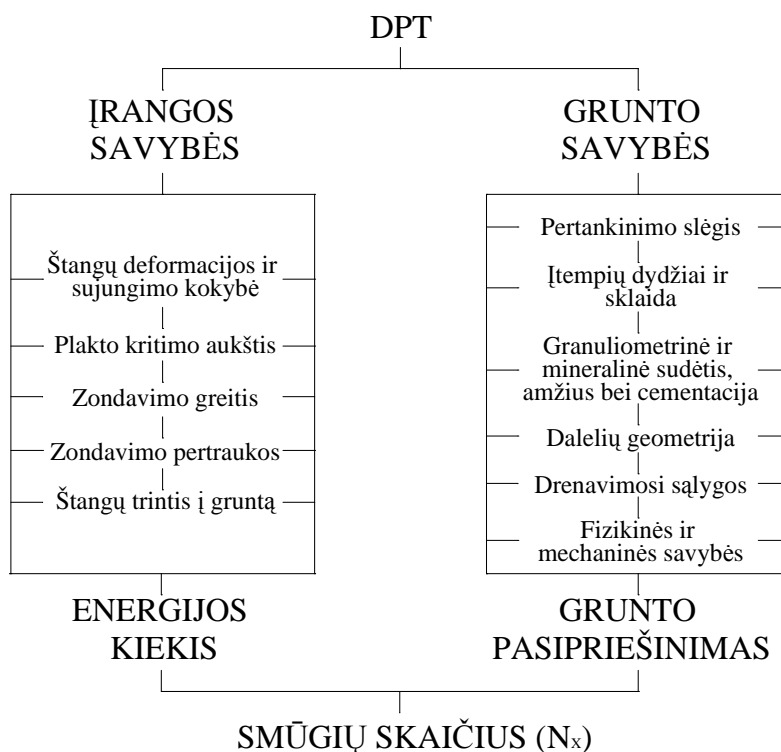 DPT
ĮRANGOS
SAVYBĖS
Štangų deformacijos ir
sujungimo kokybė
Plakto kritimo aukštis
Zondavimo greitis
Zondavimo pertraukos
Štangų trintis į gruntą
ENERGIJOS
KIEKIS
GRUNTO
SAVYBĖS
Pertankinimo slėgis
Įtempių dydžiai ir
sklaida
Granuliometrinė ir
mineralinė sudėtis,
amžius bei cementacija
Dalelių geometrija
Drenavimosi sąlygos
Fizikinės ir
mechaninės savybės
GRUNTO
PASIPRIEŠINIMAS
SMŪGIŲ SKAIČIUS (Nx)